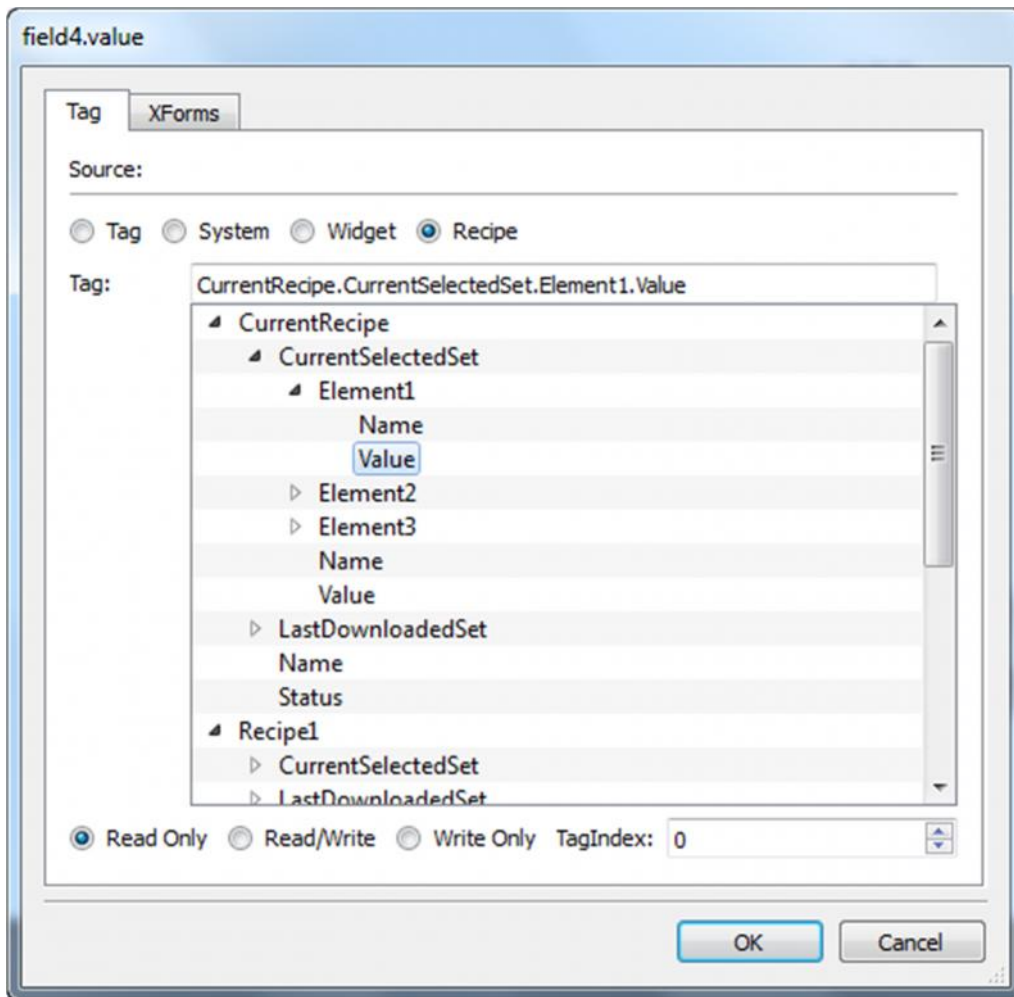 field4.value
Tag XForms
Source:
Tag System Widget Recipe
Tag: CurrentRecipe.CurrentSelectedSet.Element1.Value
CurrentRecipe
CurrentSelectedSet
Element1
Name
Value
Element2
Element3
Name
Value
LastDownloadedSet
Name
Status
Recipe1
CurrentSelectedSet
LastDownloadedSet
Read Only Read/Write Write Only TagIndex: 0
OK Cancel